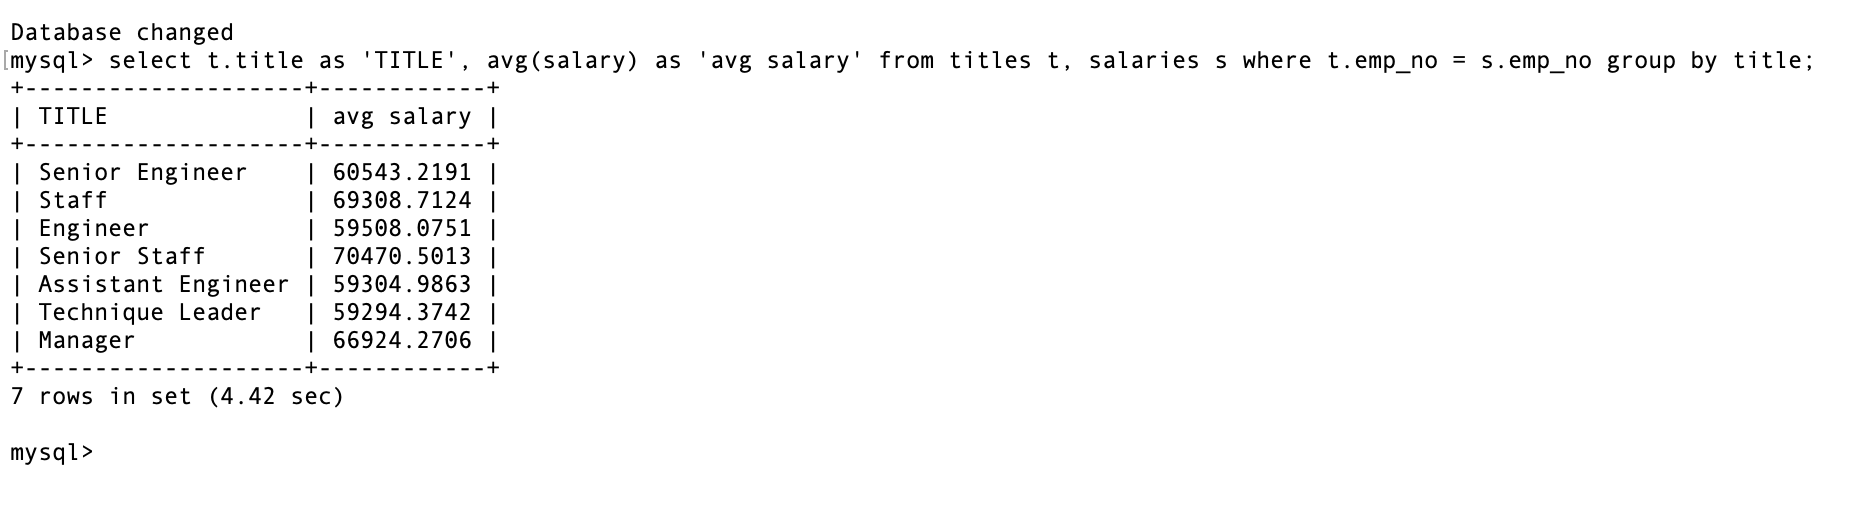 Database changed
[mysql> select t.title as 'TITLE', avg(salary) as 'avg salary' from titles t, salaries s where t.emp_no = s.emp_no group by title;
+--------------------+------------+
| TITLE              | avg salary |
+--------------------+------------+
| Senior Engineer    | 60543.2191 |
| Staff              | 69308.7124 |
| Engineer           | 59508.0751 |
| Senior Staff       | 70470.5013 |
| Assistant Engineer | 59304.9863 |
| Technique Leader   | 59294.3742 |
| Manager            | 66924.2706 |
+--------------------+------------+
7 rows in set (4.42 sec)
mysql>